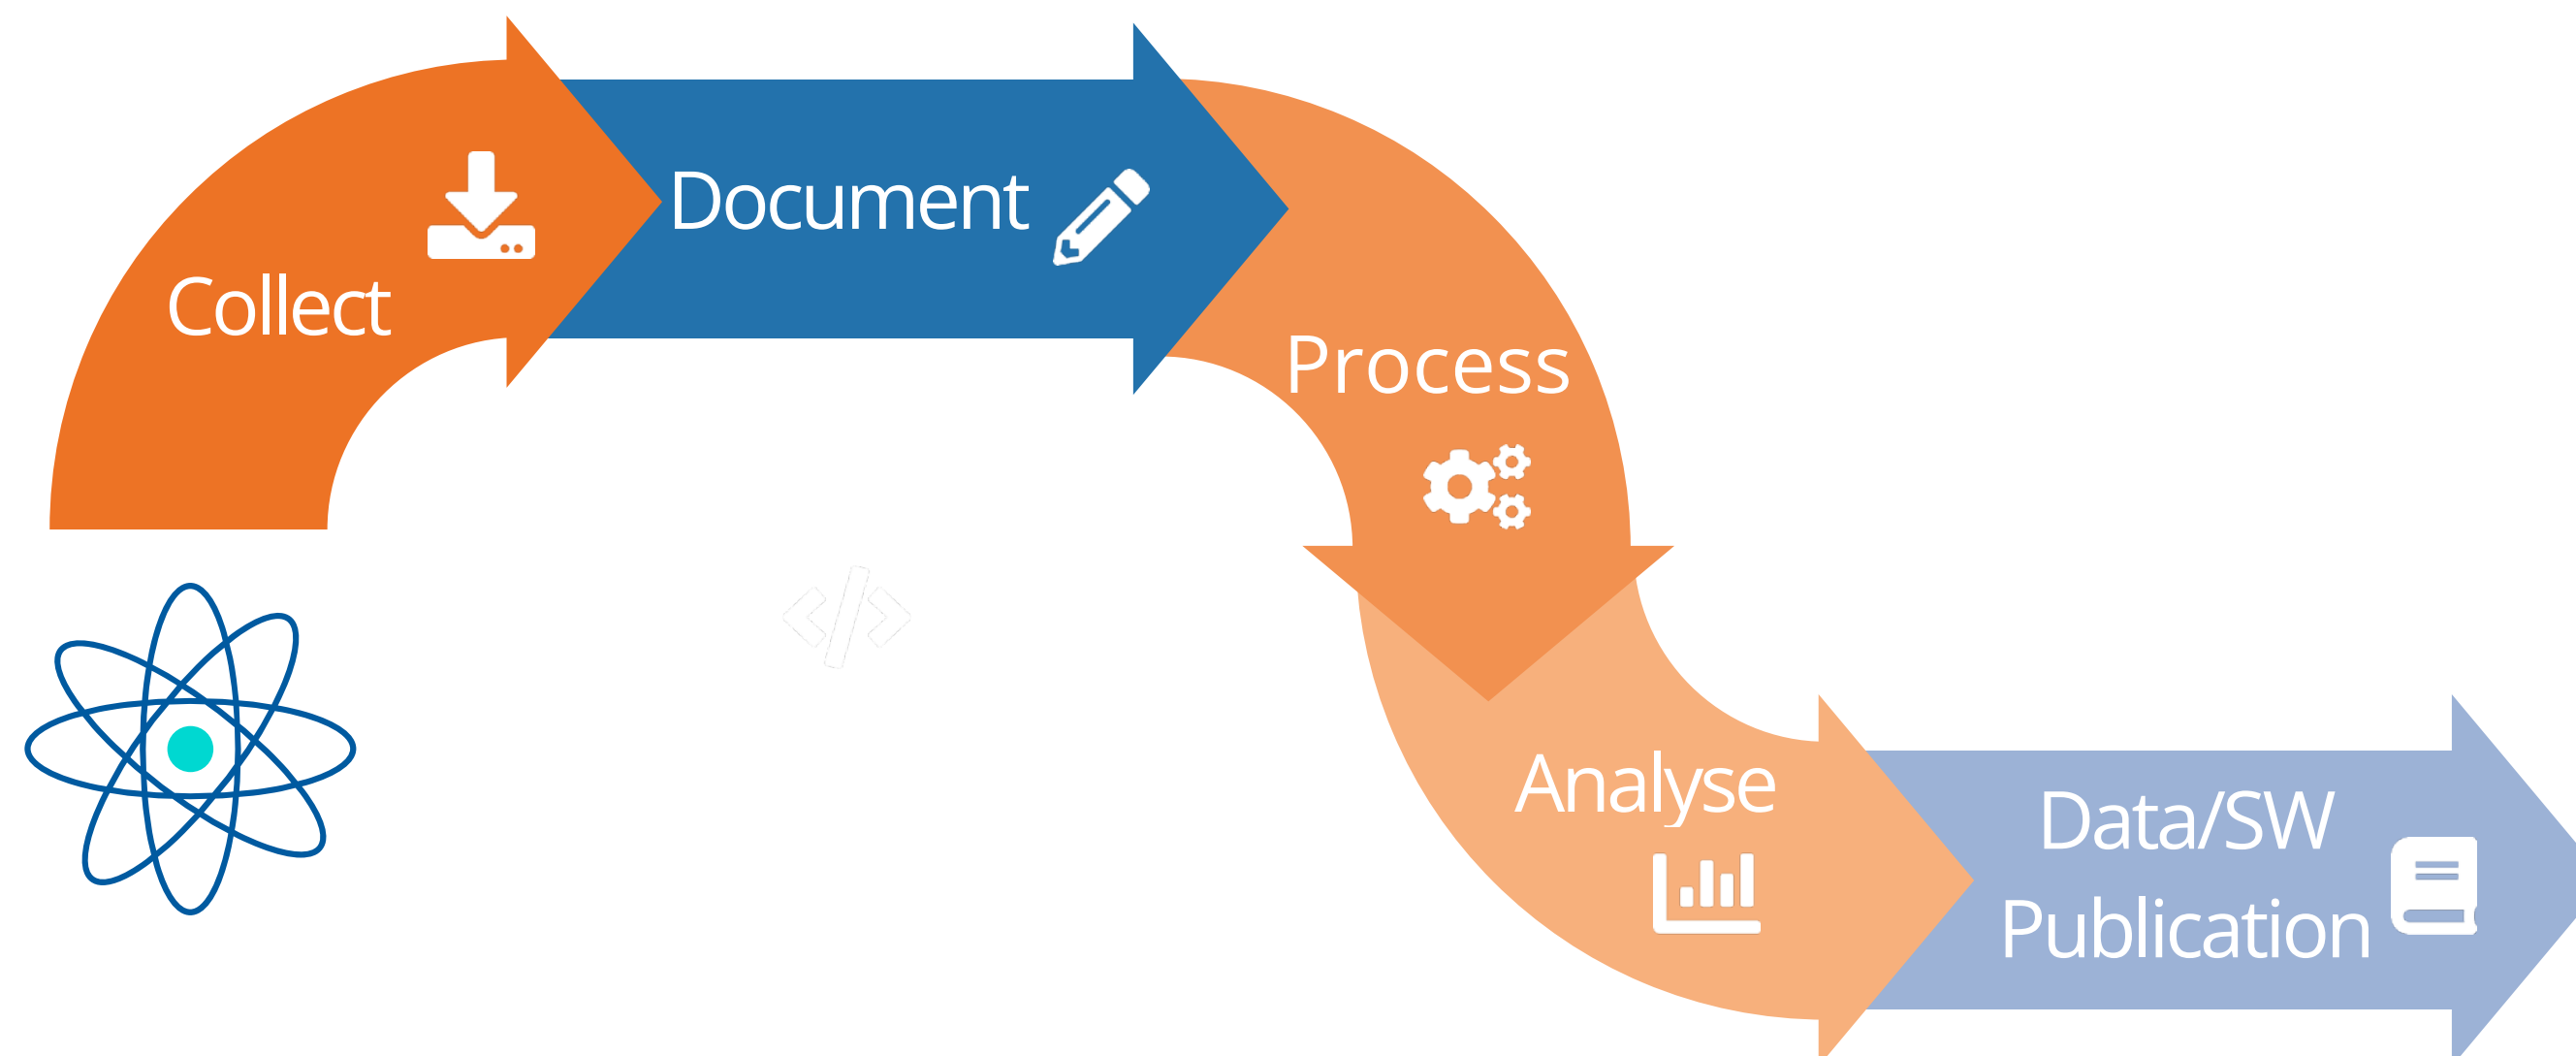 Collect
Document
Process
Analyse
Data/SW
Publication